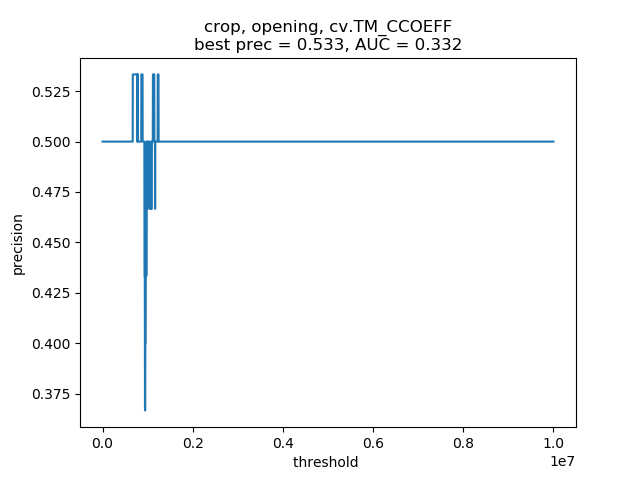 crop, opening, cv.TM_CCOEFF
best prec = 0.533, AUC = 0.332
0.525
0.500
0.475
0.450
0.425
0.400
0.375
precision
0.0 0.2 0.4 0.6 0.8 1.0
1e7
threshold